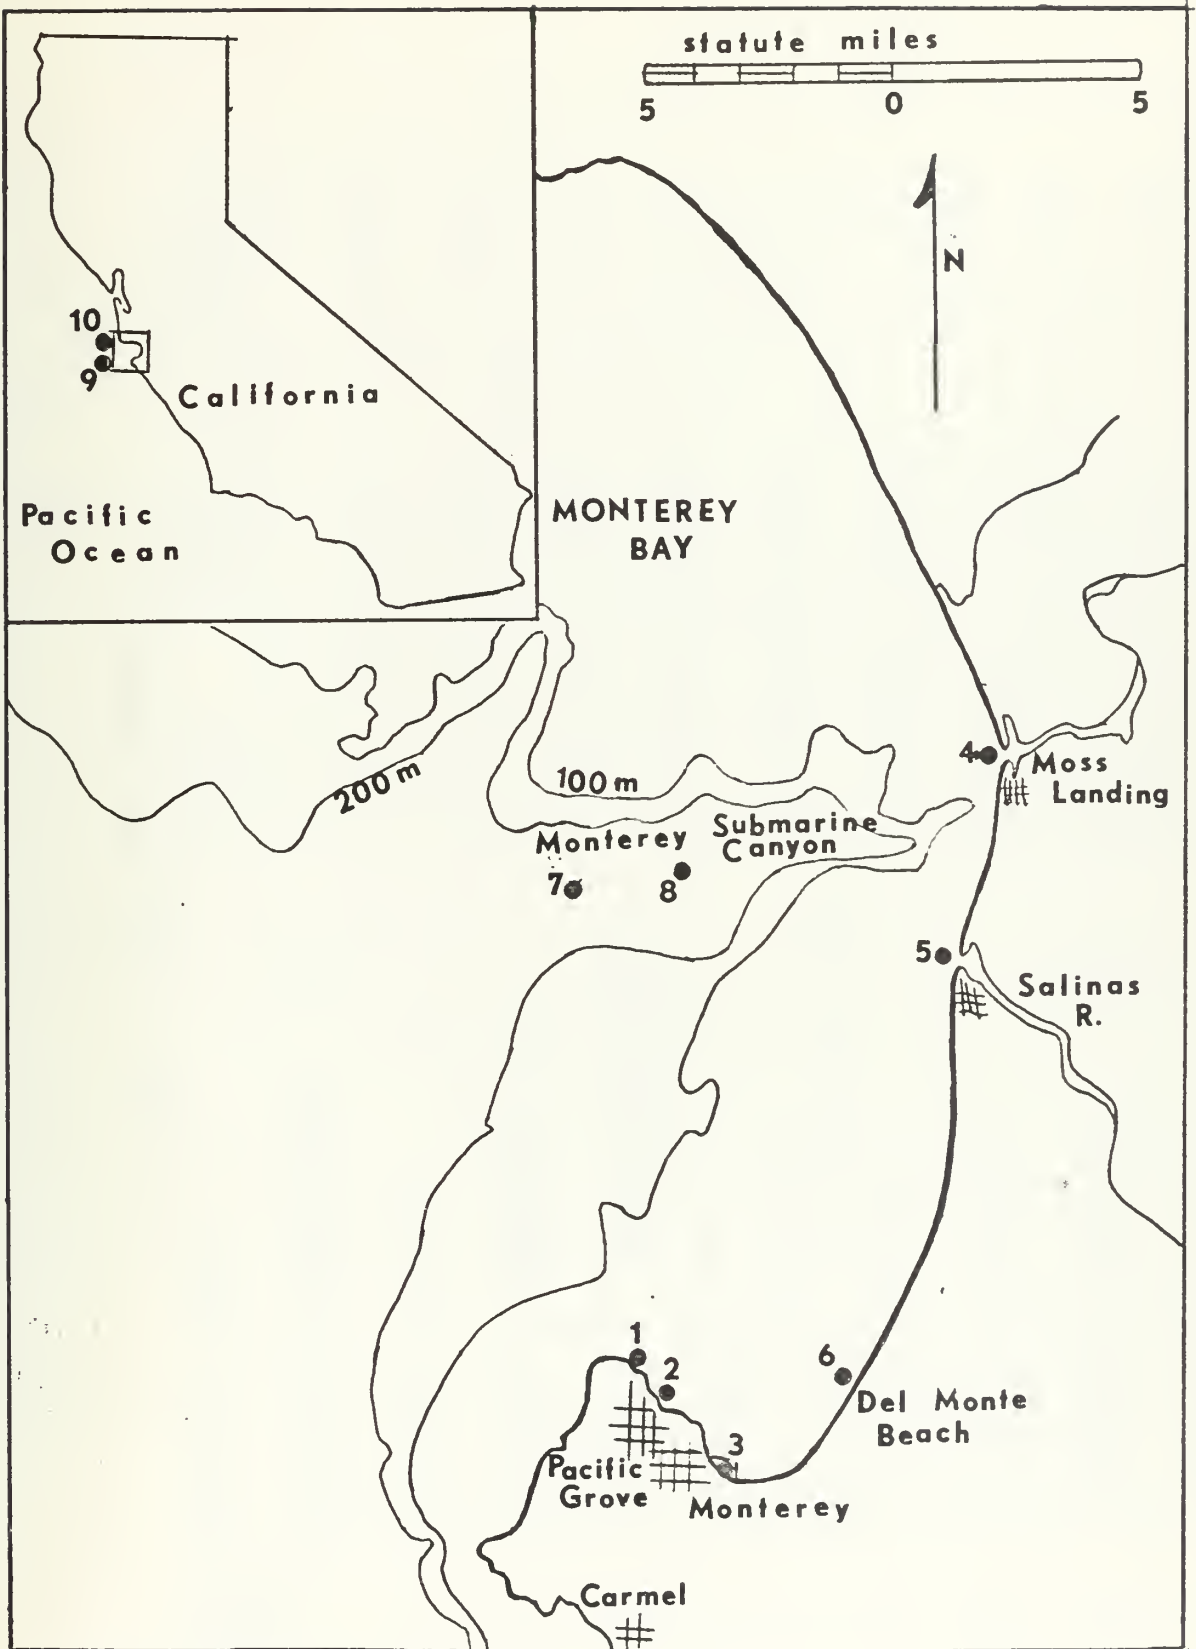 statute miles
5 0 5
N
10
9
California
Pacific
Ocean
MONTEREY
BAY
200 m
100 m
4
Moss
Landing
Monterey Submarine
Canyon
7
8
5
Salinas
R.
1
2
6
Del Monte
Beach
3
Pacific
Grove
Monterey
Carmel